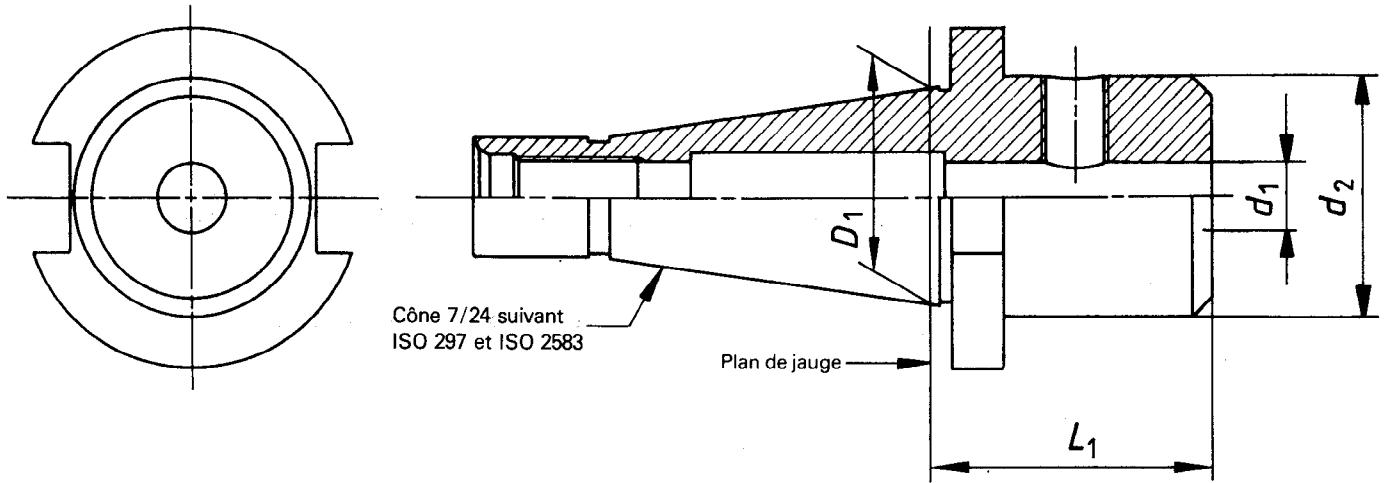 D₁
d₁
d₂
Cône 7/24 suivant
ISO 297 et ISO 2583
Plan de jauge
L₁